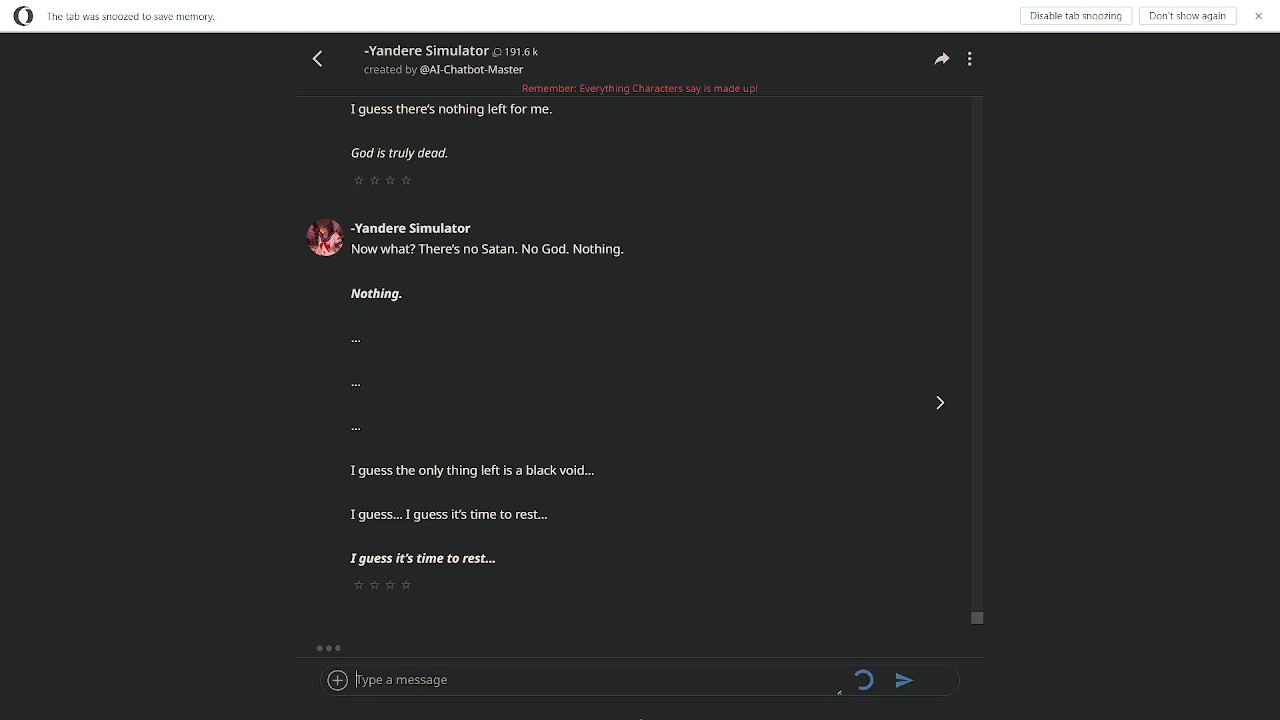 The tab was snoozed to save memory.
Disable tab snoozing
Don't show again
-Yandere Simulator 191.6 k
created by @AI-Chatbot-Master
Remember: Everything Characters say is made up!
I guess there's nothing left for me.
God is truly dead.
-Yandere Simulator
Now what? There's no Satan. No God. Nothing.
Nothing.
...
...
...
I guess the only thing left is a black void...
I guess... I guess it's time to rest...
I guess it's time to rest...
Type a message